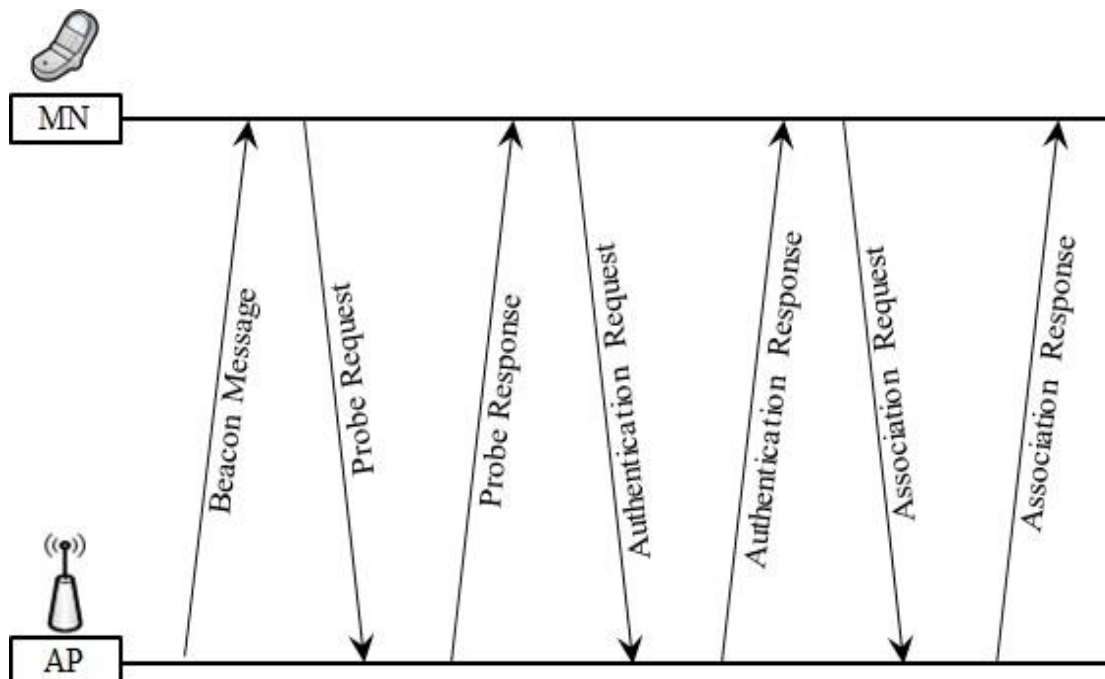 MN
Beacon Message
Probe Request
Probe Response
Authentication Request
Authentication Response
Association Request
Association Response
AP